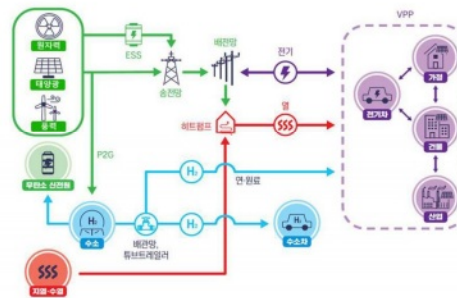 VPP
원자력
ESS
태양광
풍력
송전망
배전망
전기
가정
전기차
건물
산업
히트펌프
열
P2G
무탄소 신전원
H₂
연·원료
H₂
수소
배관망,
튜브트레일러
H₂
수소차
지열·수열